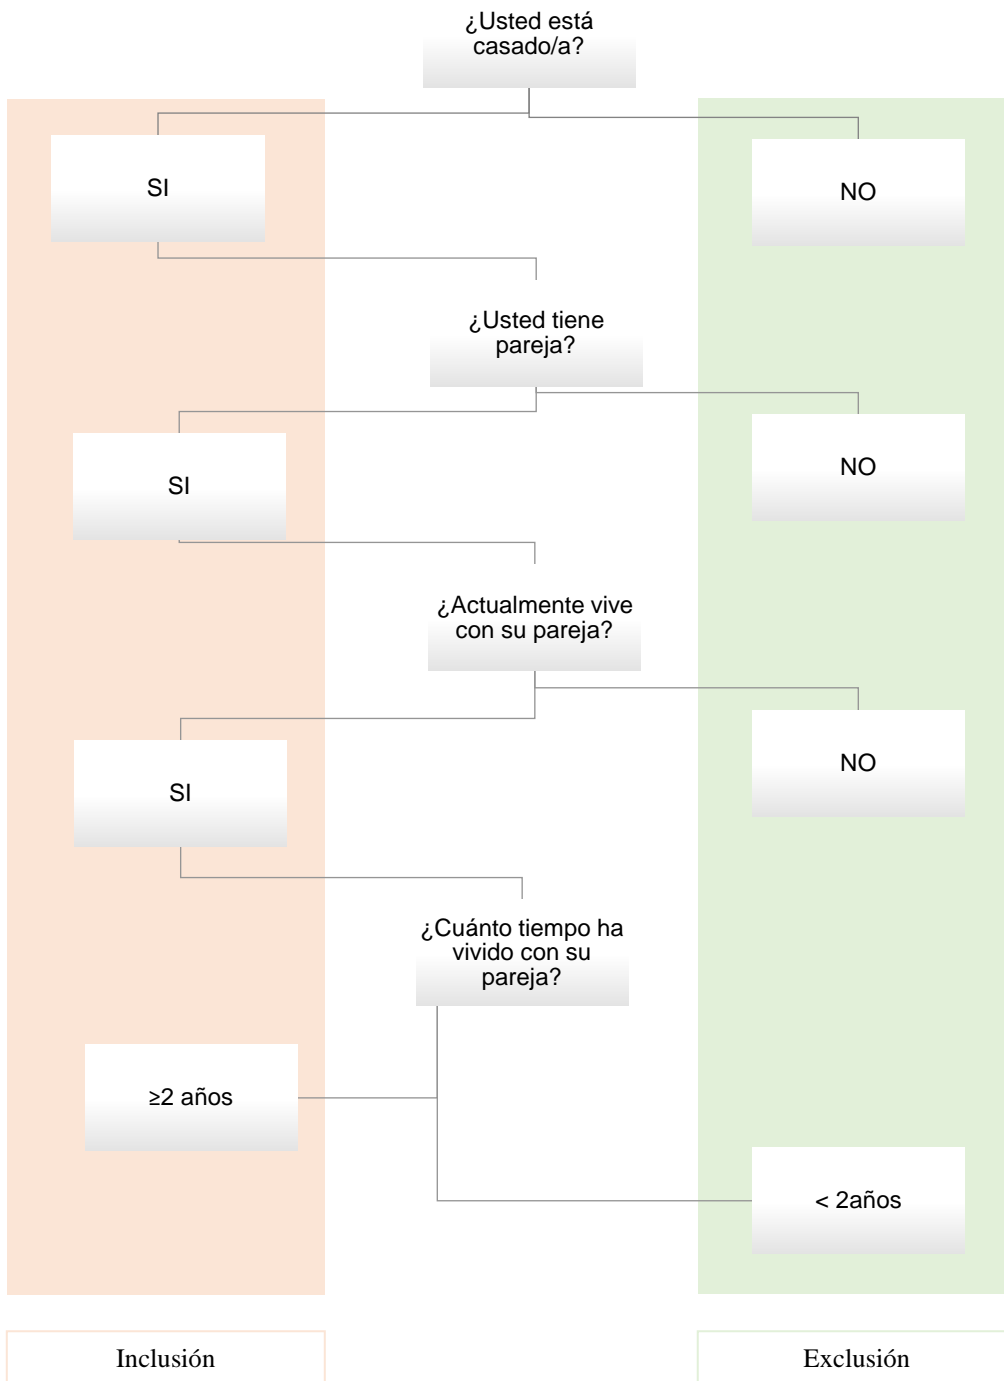 ¿Usted está
casado/a?
SI
NO
¿Usted tiene
pareja?
SI
NO
¿Actualmente vive
con su pareja?
SI
NO
¿Cuánto tiempo ha
vivido con su
pareja?
≥2 años
< 2años
Inclusión
Exclusión